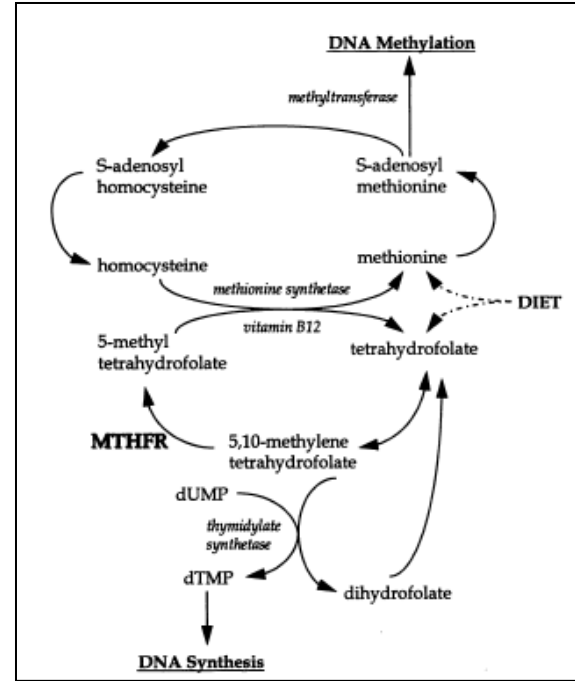 DNA Methylation
methyltransferase
S-adenosyl
homocysteine
S-adenosyl
methionine
homocysteine
methionine
methionine synthetase
DIET
vitamin B12
5-methyl
tetrahydrofolate
tetrahydrofolate
MTHFR
5,10-methylene
tetrahydrofolate
dUMP
thymidylate
synthetase
dTMP
dihydrofolate
DNA Synthesis